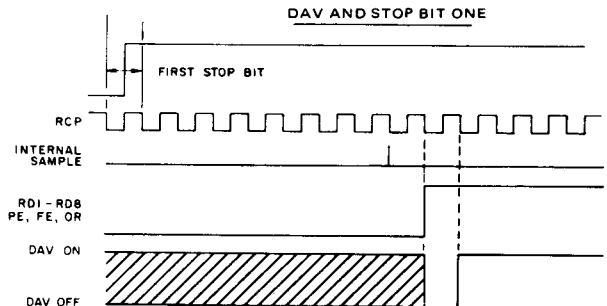 DAV AND STOP BIT ONE
FIRST STOP BIT
RCP
INTERNAL
SAMPLE
RD1-RD8
PE, FE, OR
DAV ON
DAV OFF